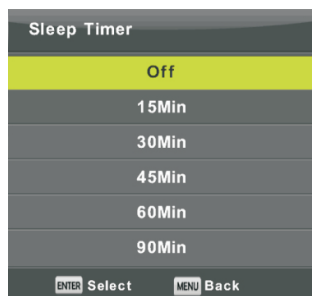 Sleep Timer
Off
15Min
30Min
45Min
60Min
90Min
ENTER Select MENU Back